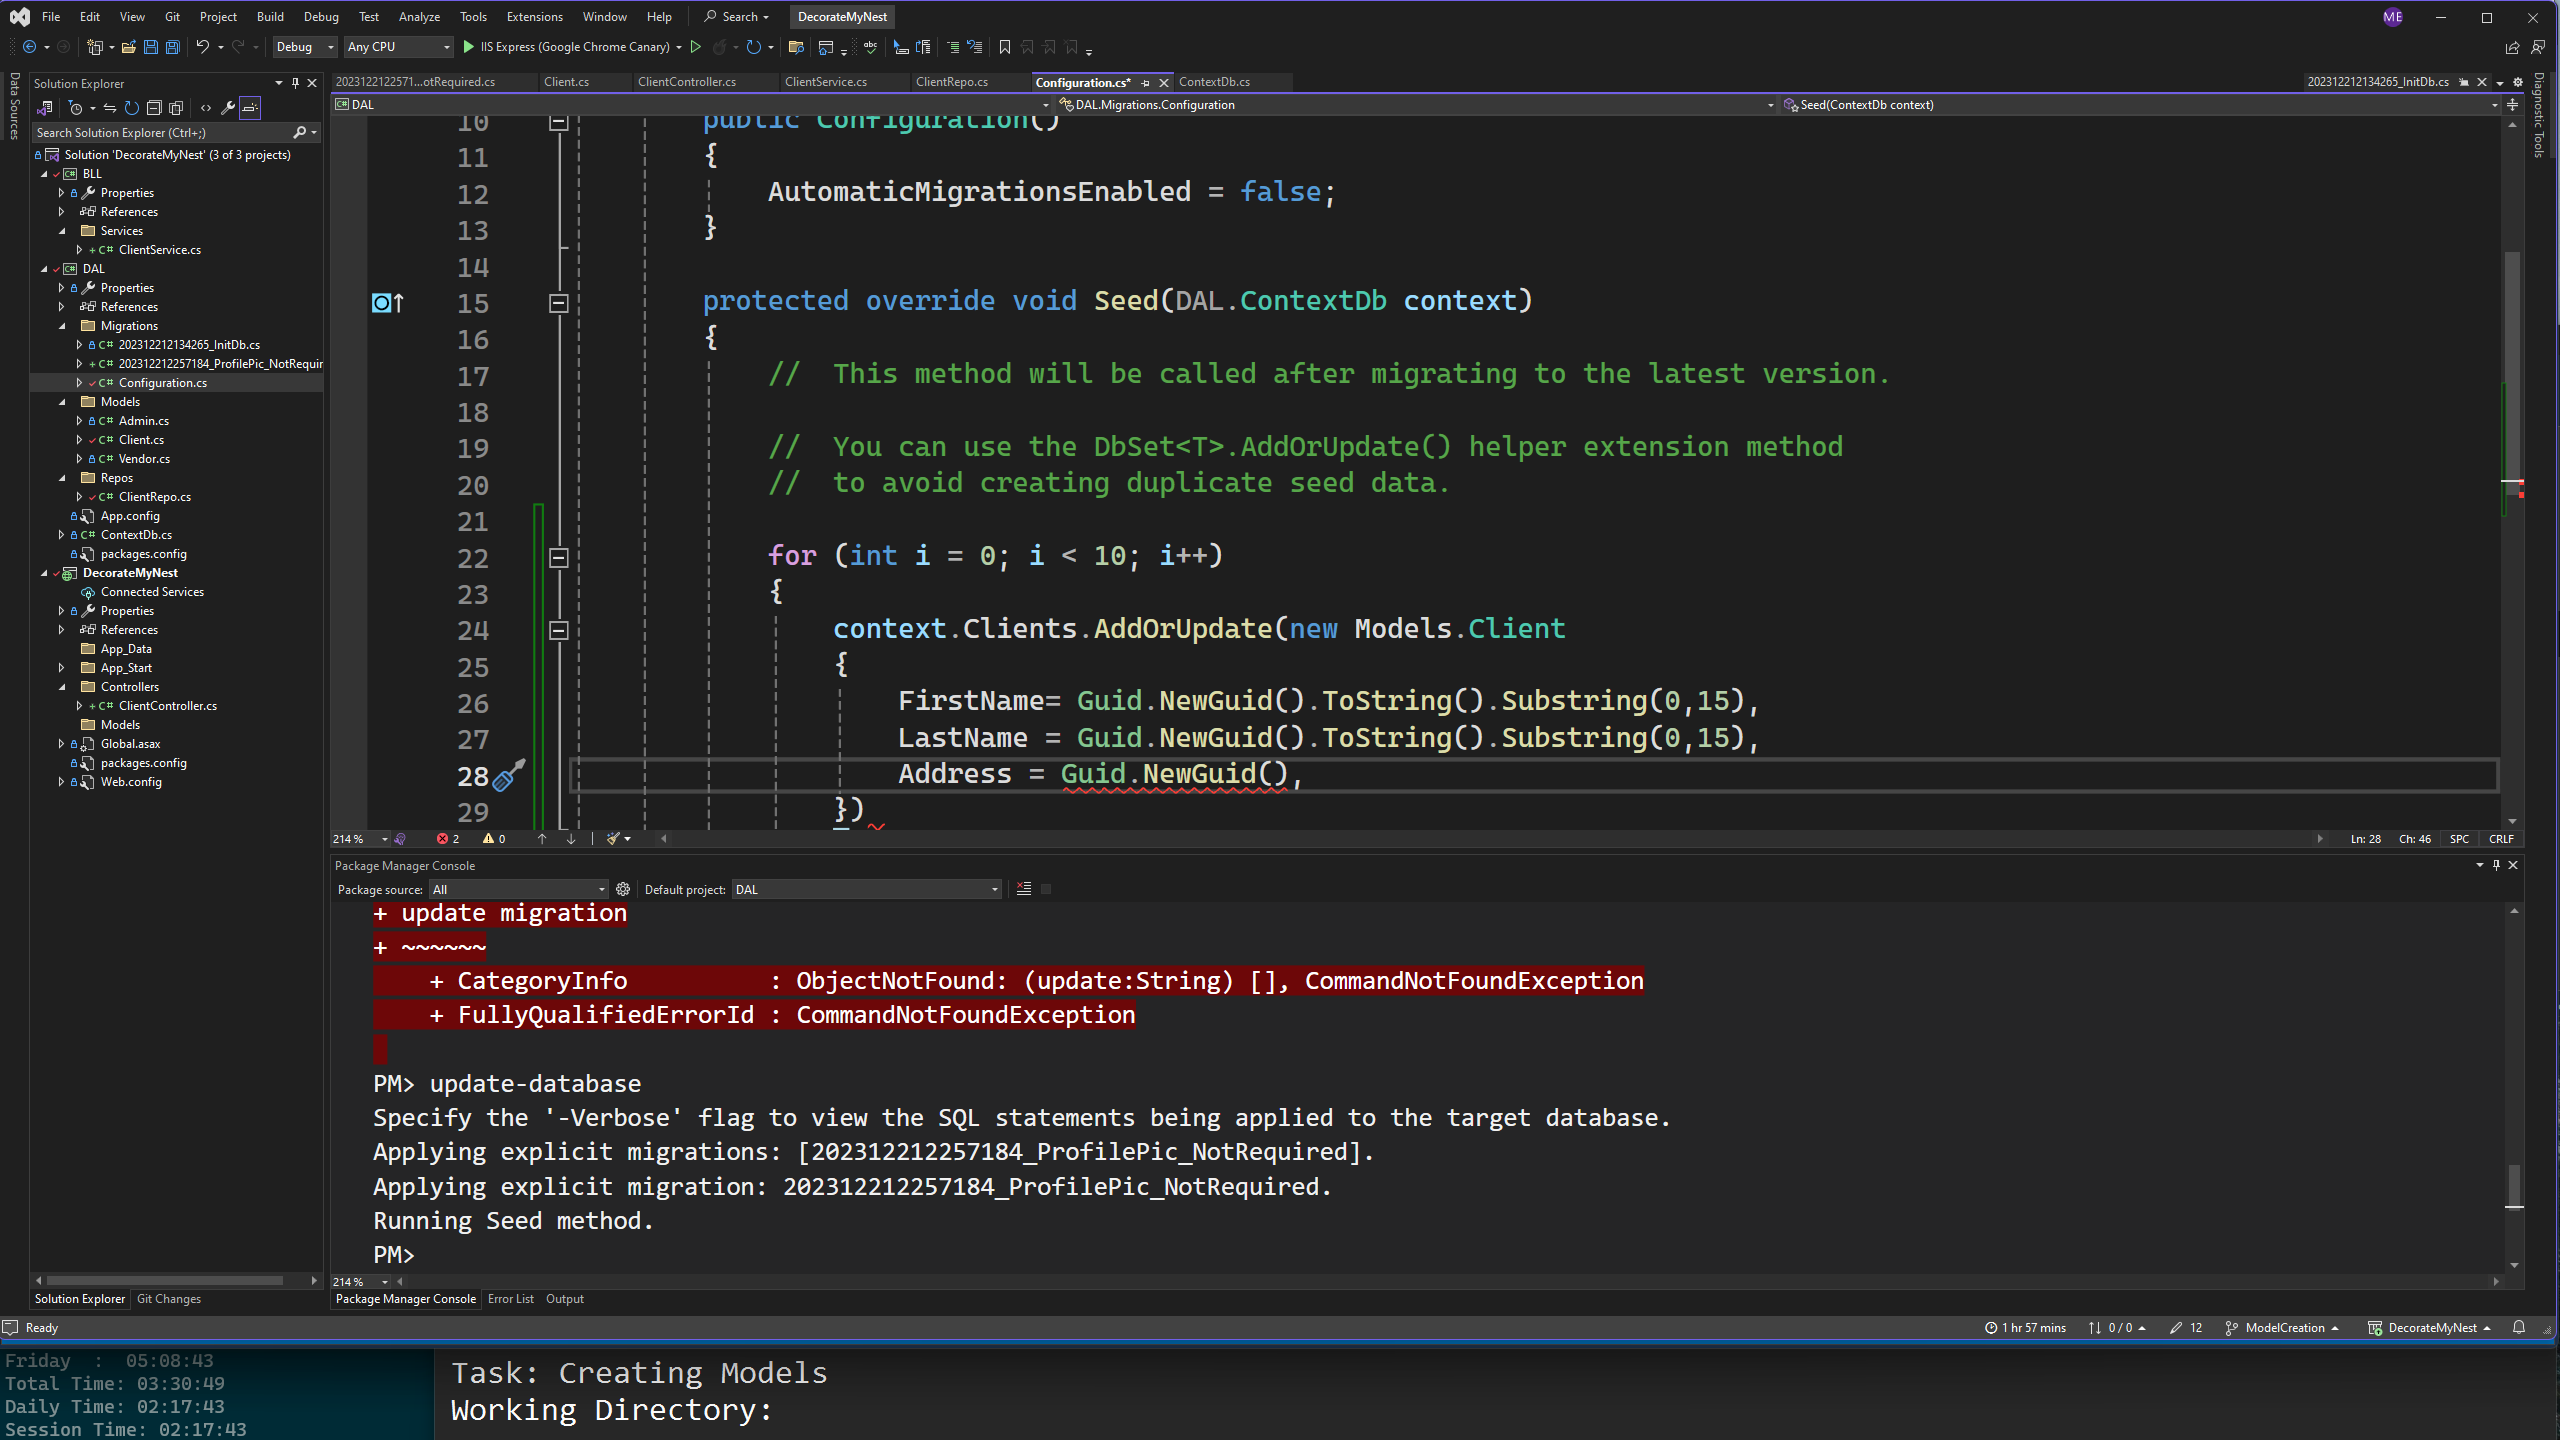 File Edit View Git Project Build Debug Test Analyze Tools Extensions Window Help Search DecorateMyNest ME
Debug Any CPU IIS Express (Google Chrome Canary)
Data Sources
Solution Explorer
Search Solution Explorer (Ctrl+;)
Solution 'DecorateMyNest' (3 of 3 projects)
BLL
Properties
References
Services
C# ClientService.cs
DAL
Properties
References
Migrations
C# 202312212134265_InitDb.cs
C# 202312212257184_ProfilePic_NotRequir
C# Configuration.cs
Models
C# Admin.cs
C# Client.cs
C# Vendor.cs
Repos
C# ClientRepo.cs
App.config
C# ContextDb.cs
packages.config
DecorateMyNest
Connected Services
Properties
References
App_Data
App_Start
Controllers
C# ClientController.cs
Models
Global.asax
packages.config
Web.config
Solution Explorer Git Changes
2023122122571...otRequired.cs Client.cs ClientController.cs ClientService.cs ClientRepo.cs Configuration.cs* ContextDb.cs 202312212134265_InitDb.cs
DAL DAL.Migrations.Configuration Seed(ContextDb context)
Diagnostic Tools
10 public Configuration()
11 {
12 AutomaticMigrationsEnabled = false;
13 }
14
15 protected override void Seed(DAL.ContextDb context)
16 {
17 //  This method will be called after migrating to the latest version.
18
19 //  You can use the DbSet<T>.AddOrUpdate() helper extension method
20 //  to avoid creating duplicate seed data.
21
22 for (int i = 0; i < 10; i++)
23 {
24 context.Clients.AddOrUpdate(new Models.Client
25 {
26 FirstName= Guid.NewGuid().ToString().Substring(0,15),
27 LastName = Guid.NewGuid().ToString().Substring(0,15),
28 Address = Guid.NewGuid(),
29 })
214 % 2 0 Ln: 28 Ch: 46 SPC CRLF
Package Manager Console
Package source: All Default project: DAL
+ update migration
+ ~~~~~~
    + CategoryInfo          : ObjectNotFound: (update:String) [], CommandNotFoundException
    + FullyQualifiedErrorId : CommandNotFoundException
PM> update-database
Specify the '-Verbose' flag to view the SQL statements being applied to the target database.
Applying explicit migrations: [202312212257184_ProfilePic_NotRequired].
Applying explicit migration: 202312212257184_ProfilePic_NotRequired.
Running Seed method.
PM>
214 %
Package Manager Console Error List Output
Ready 1 hr 57 mins 0 / 0 12 ModelCreation DecorateMyNest
Friday  :  05:08:43
Total Time: 03:30:49
Daily Time: 02:17:43
Session Time: 02:17:43
Task: Creating Models
Working Directory: